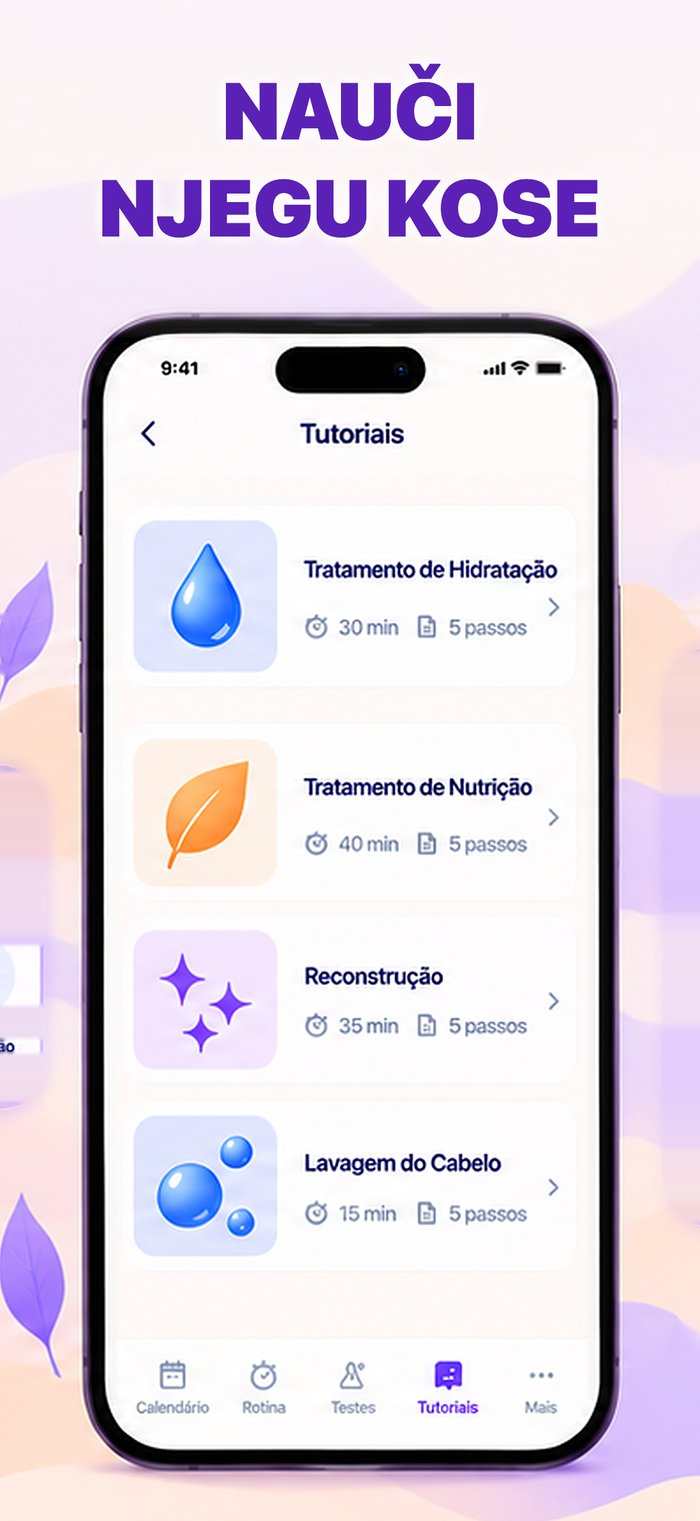 NAUČI
NJEGU KOSE
9:41
Tutoriais
Tratamento de Hidratação
30 min 5 passos
Tratamento de Nutrição
40 min 5 passos
Reconstrução
35 min 5 passos
ão
Lavagem do Cabelo
15 min 5 passos
Calendário Rotina Testes Tutoriais Mais